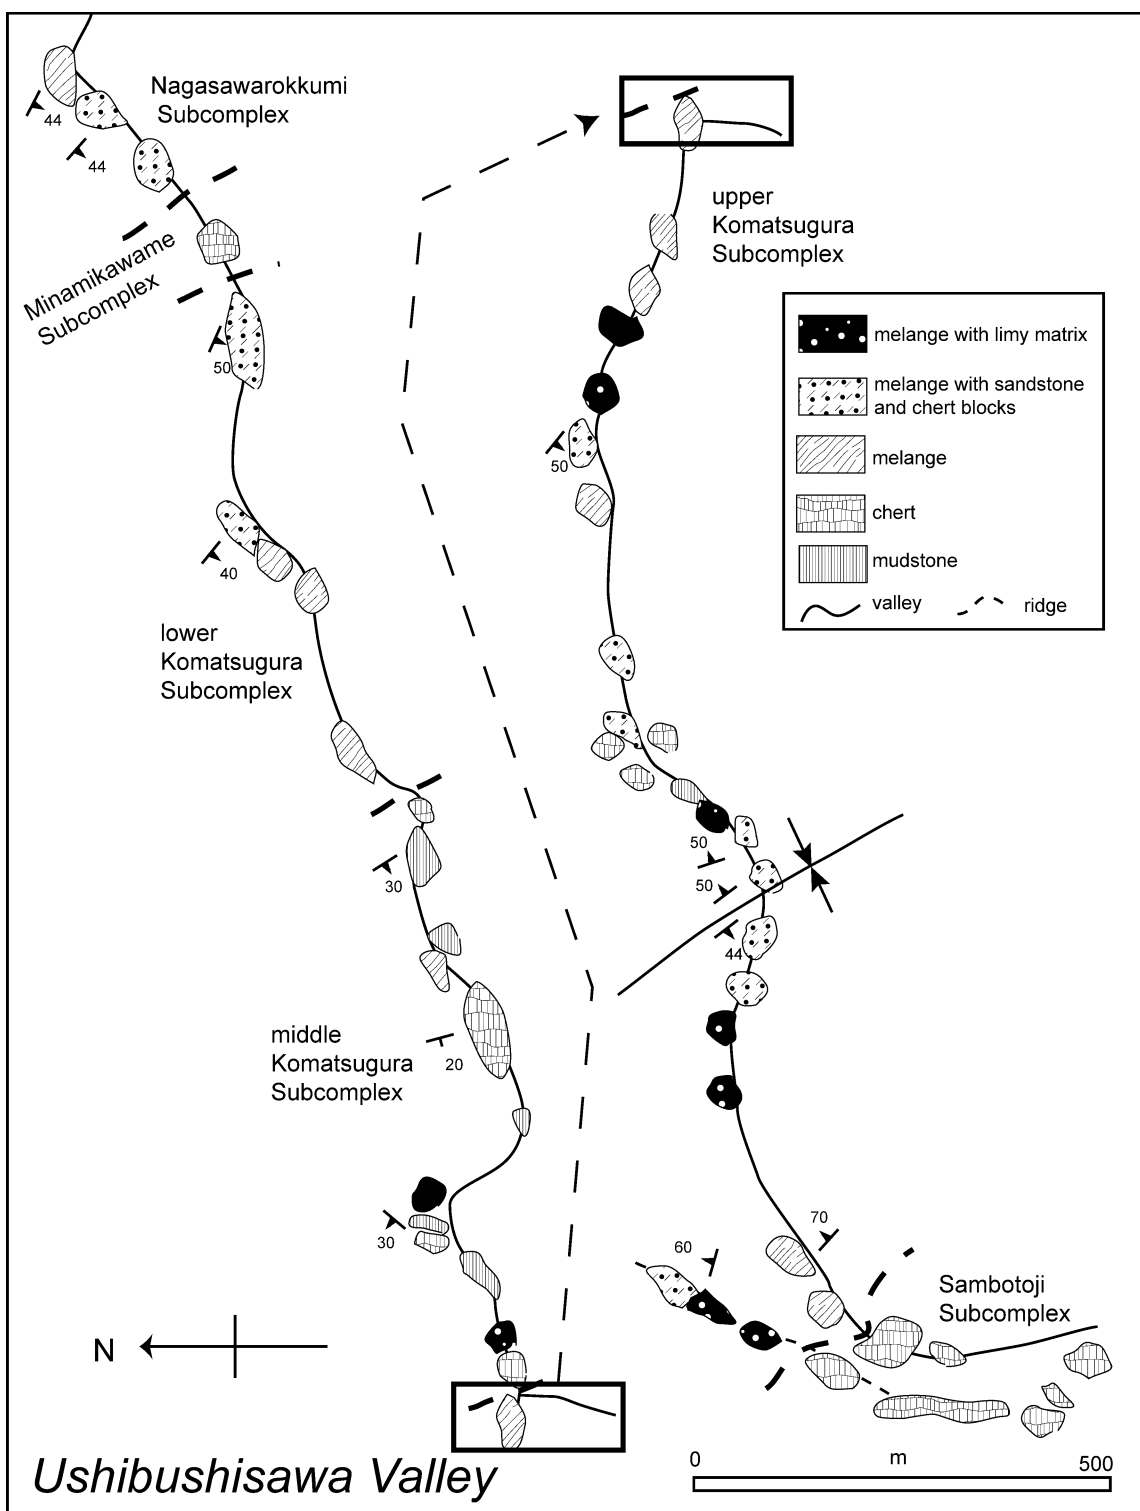 Nagasawarokkumi
Subcomplex
44
44
Minamikawame
Subcomplex
50
40
lower
Komatsugura
Subcomplex
30
middle
Komatsugura
Subcomplex
20
30
N
Ushibushisawa Valley
upper
Komatsugura
Subcomplex
50
50
50
44
70
60
Sambotoji
Subcomplex
melange with limy matrix
melange with sandstone
and chert blocks
melange
chert
mudstone
valley
ridge
0 m 500